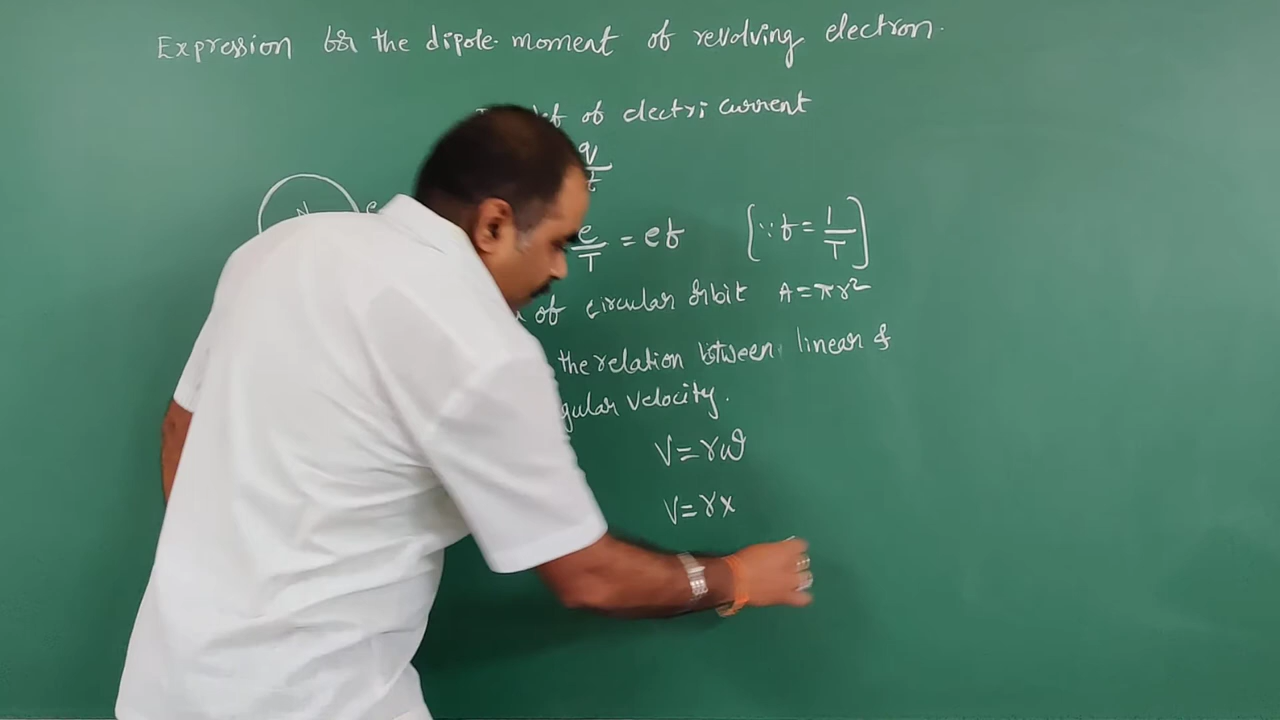 Expression for the dipole moment of revolving electron.
of electri current
q
t
N
e
e/T = ef [∵ f = 1/T]
of circular orbit A = πr²
the relation between linear &
gular Velocity.
V = rω
V = r×